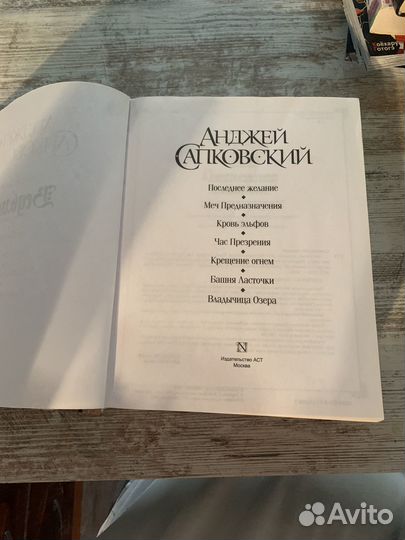 Анджей
Сапковский
Последнее желание
Меч Предназначения
Кровь эльфов
Час Презрения
Крещение огнем
Башня Ласточки
Владычица Озера
N
Издательство АСТ
Москва
Avito